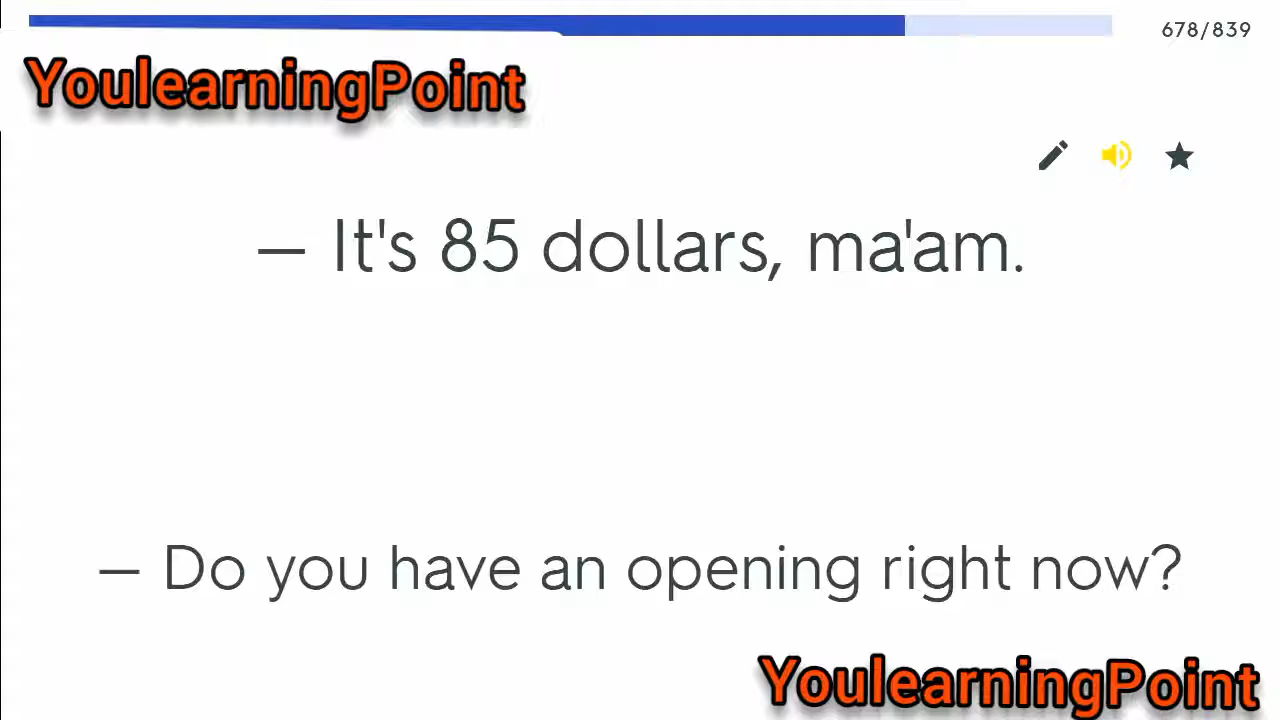 678/839
YoulearningPoint
— It's 85 dollars, ma'am.
— Do you have an opening right now?
YoulearningPoint